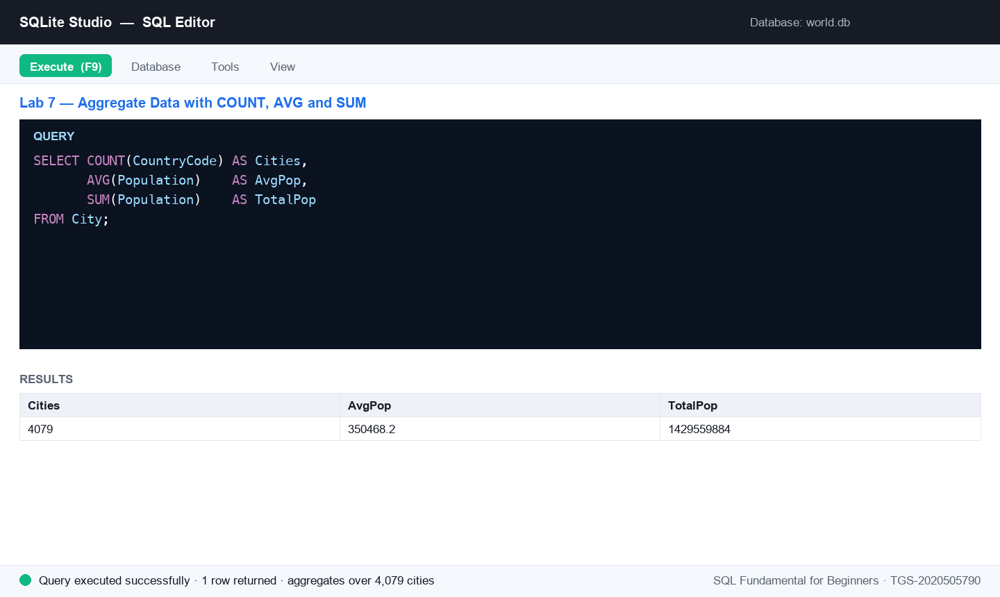 SQLite Studio — SQL Editor
Database: world.db
Execute (F9)
Database
Tools
View
Lab 7 — Aggregate Data with COUNT, AVG and SUM
QUERY
SELECT COUNT(CountryCode) AS Cities,
       AVG(Population)    AS AvgPop,
       SUM(Population)    AS TotalPop
FROM City;
RESULTS
Cities AvgPop TotalPop
4079 350468.2 1429559884
Query executed successfully · 1 row returned · aggregates over 4,079 cities
SQL Fundamental for Beginners · TGS-2020505790